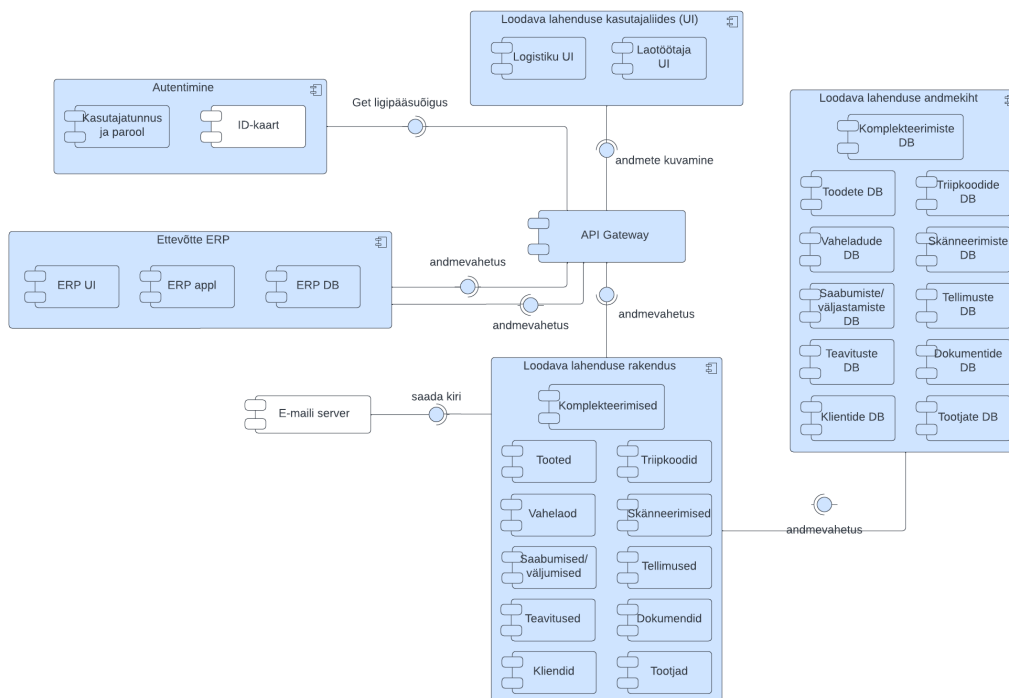 Loodava lahenduse kasutajaliides (UI)
Logistiku UI
Laotöötaja
UI
Autentimine
Kasutajatunnus
ja parool
ID-kaart
Get ligipääsuõigus
andmete kuvamine
Loodava lahenduse andmekiht
Komplekteerimiste
DB
Toodete DB
Triipkoodide
DB
Vaheladude
DB
Skänneerimiste
DB
Saabumiste/
väljastamiste
DB
Tellimuste
DB
Teavituste
DB
Dokumentide
DB
Klientide DB
Tootjate DB
API Gateway
Ettevõtte ERP
ERP UI
ERP appl
ERP DB
andmevahetus
andmevahetus
andmevahetus
Loodava lahenduse rakendus
Komplekteerimised
E-maili server
saada kiri
Tooted
Triipkoodid
Vahelaod
Skänneerimised
Saabumised/
väljumised
Tellimused
Teavitused
Dokumendid
Kliendid
Tootjad
andmevahetus